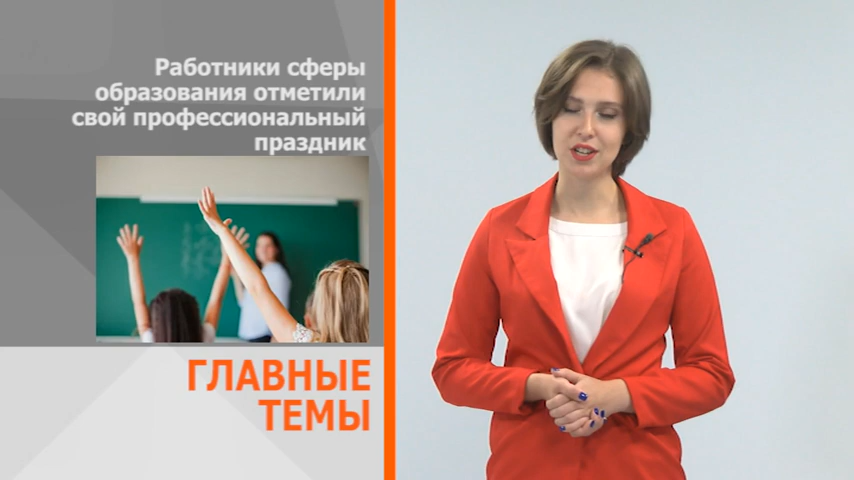 Работники сферы
образования отметили
свой профессиональный
праздник
ГЛАВНЫЕ
ТЕМЫ